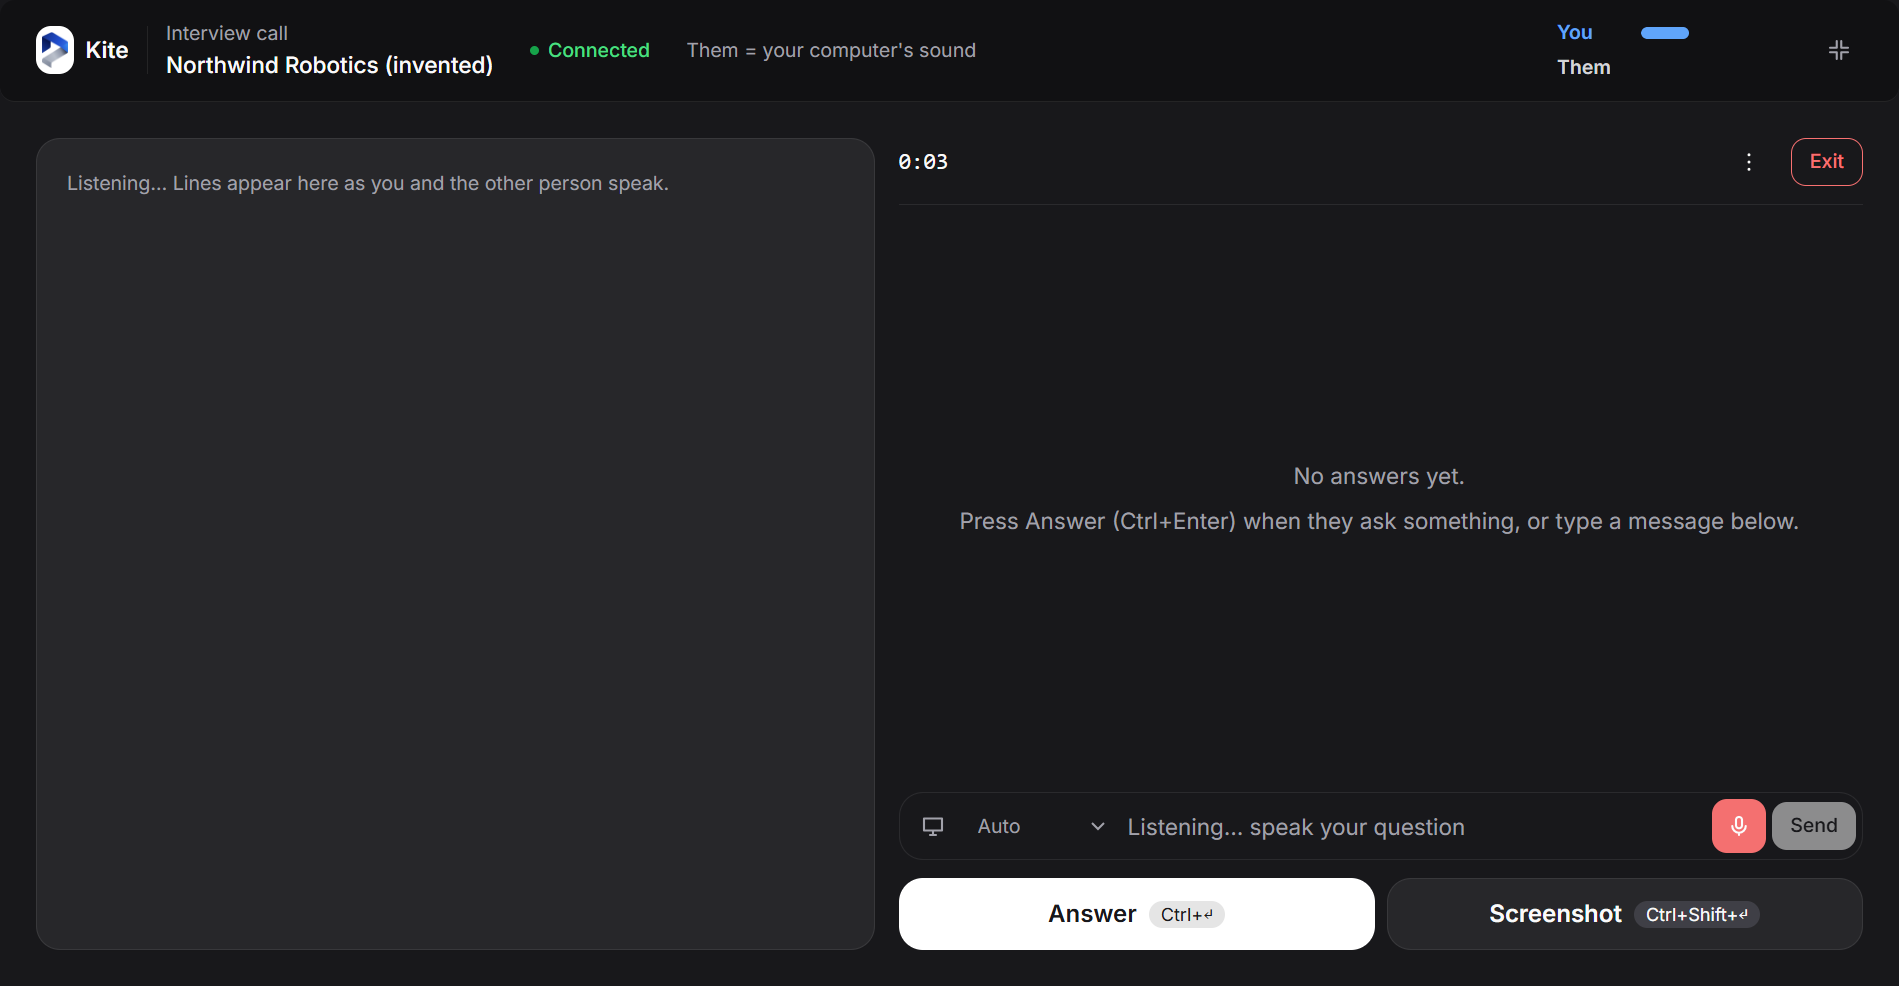 Kite
Interview call
Northwind Robotics (invented)
Connected
Them = your computer's sound
You
Them
Listening... Lines appear here as you and the other person speak.
0:03
Exit
No answers yet.
Press Answer (Ctrl+Enter) when they ask something, or type a message below.
Auto
Listening... speak your question
Send
Answer Ctrl+↵
Screenshot Ctrl+Shift+↵